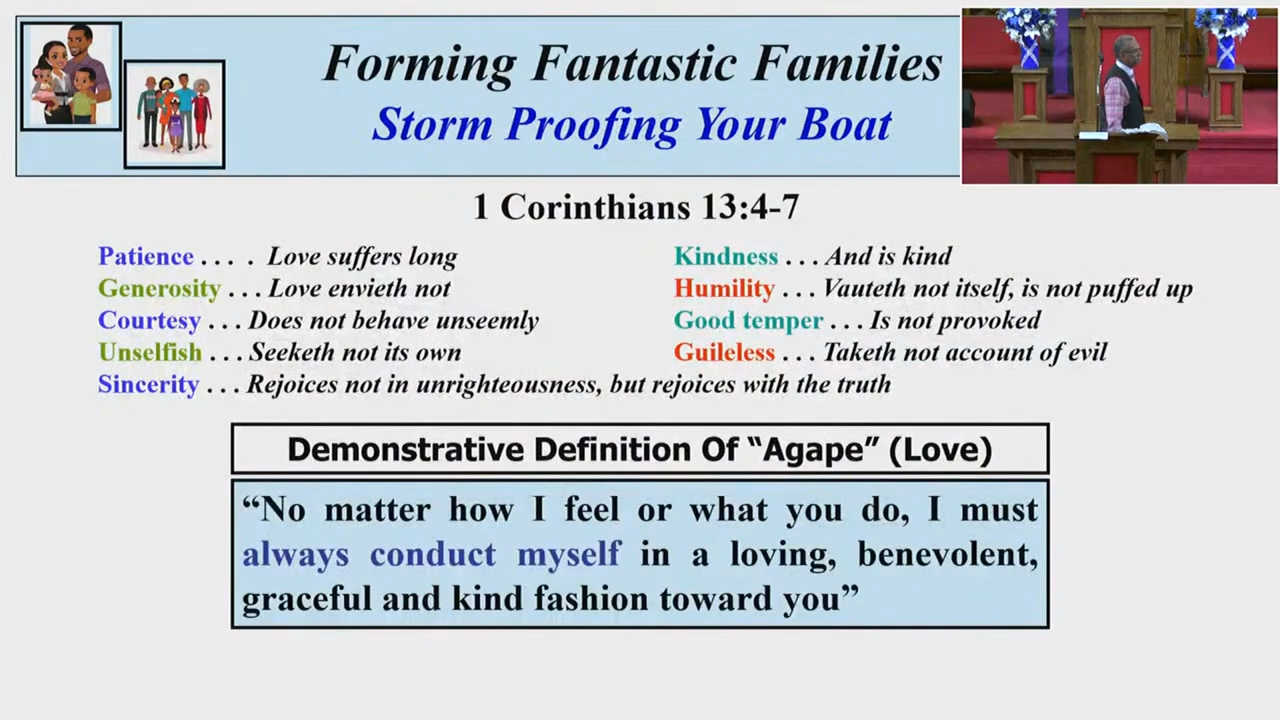 Forming Fantastic Families
Storm Proofing Your Boat
1 Corinthians 13:4-7
Patience . . . . Love suffers long
Kindness . . . And is kind
Generosity . . . Love envieth not
Humility . . . Vauteth not itself, is not puffed up
Courtesy . . . Does not behave unseemly
Good temper . . . Is not provoked
Unselfish . . . Seeketh not its own
Guileless . . . Taketh not account of evil
Sincerity . . . Rejoices not in unrighteousness, but rejoices with the truth
Demonstrative Definition Of “Agape” (Love)
“No matter how I feel or what you do, I must
always conduct myself in a loving, benevolent,
graceful and kind fashion toward you”